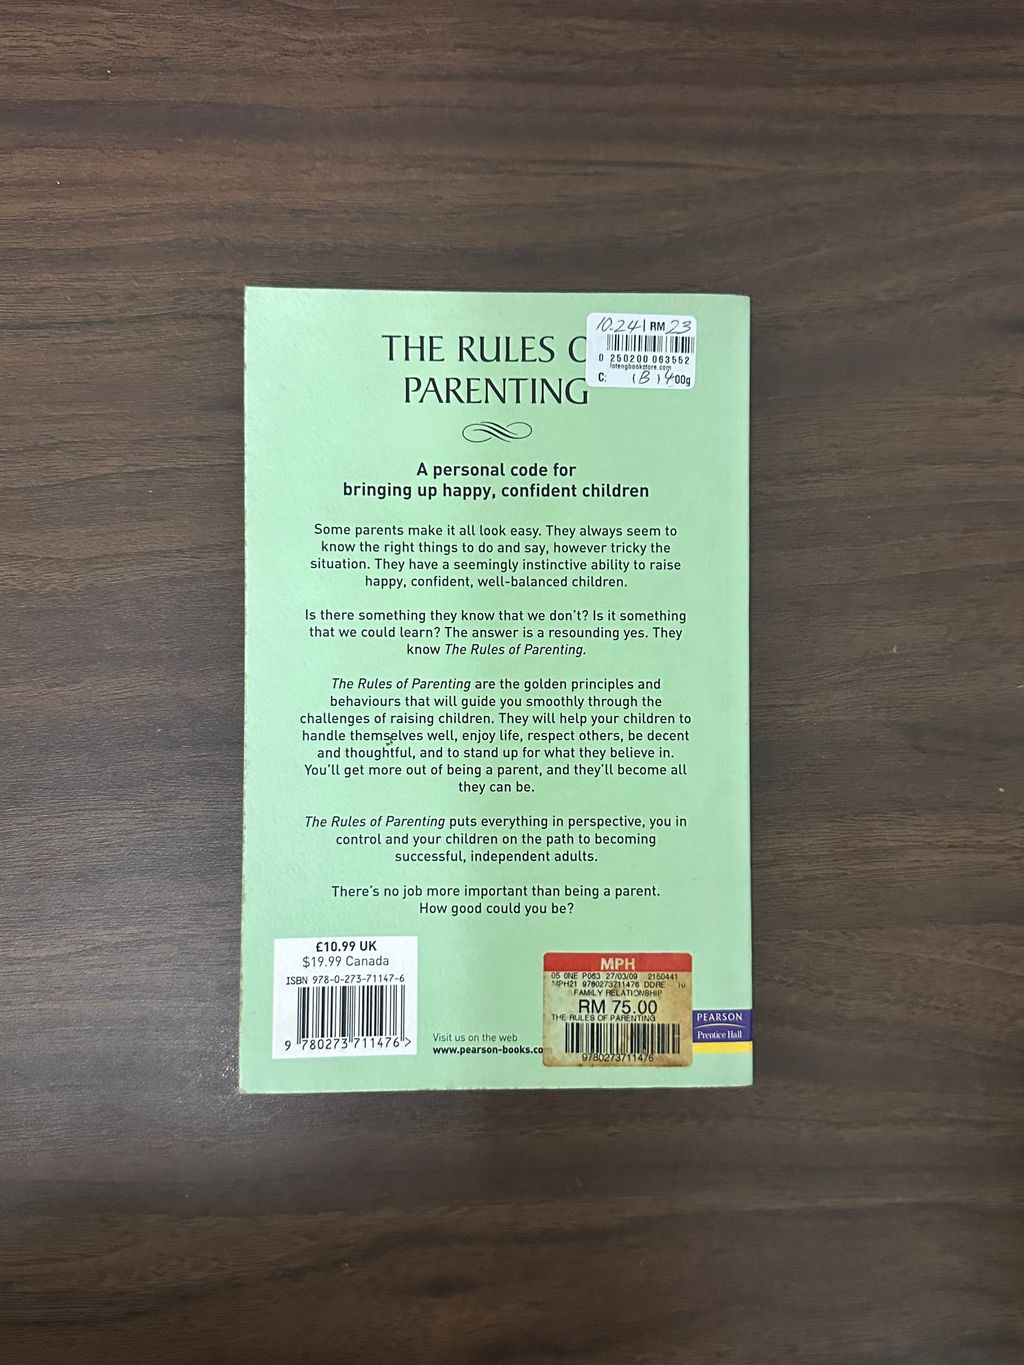 10.24 | RM 23
0 250200 063552
fotengbookstore.com
C: (B) 400g
THE RULES O
PARENTING
A personal code for
bringing up happy, confident children
Some parents make it all look easy. They always seem to
know the right things to do and say, however tricky the
situation. They have a seemingly instinctive ability to raise
happy, confident, well-balanced children.
Is there something they know that we don't? Is it something
that we could learn? The answer is a resounding yes. They
know The Rules of Parenting.
The Rules of Parenting are the golden principles and
behaviours that will guide you smoothly through the
challenges of raising children. They will help your children to
handle themselves well, enjoy life, respect others, be decent
and thoughtful, and to stand up for what they believe in.
You'll get more out of being a parent, and they'll become all
they can be.
The Rules of Parenting puts everything in perspective, you in
control and your children on the path to becoming
successful, independent adults.
There's no job more important than being a parent.
How good could you be?
£10.99 UK
$19.99 Canada
ISBN 978-0-273-71147-6
9 780273 711476 >
Visit us on the web
www.pearson-books.co
MPH
05 ONE P063 27/03/09 2150441
MPH21 9780273711476 DDRE 10
FAMILY RELATIONSHIP
RM 75.00
THE RULES OF PARENTING
9780273711476
PEARSON
Prentice Hall